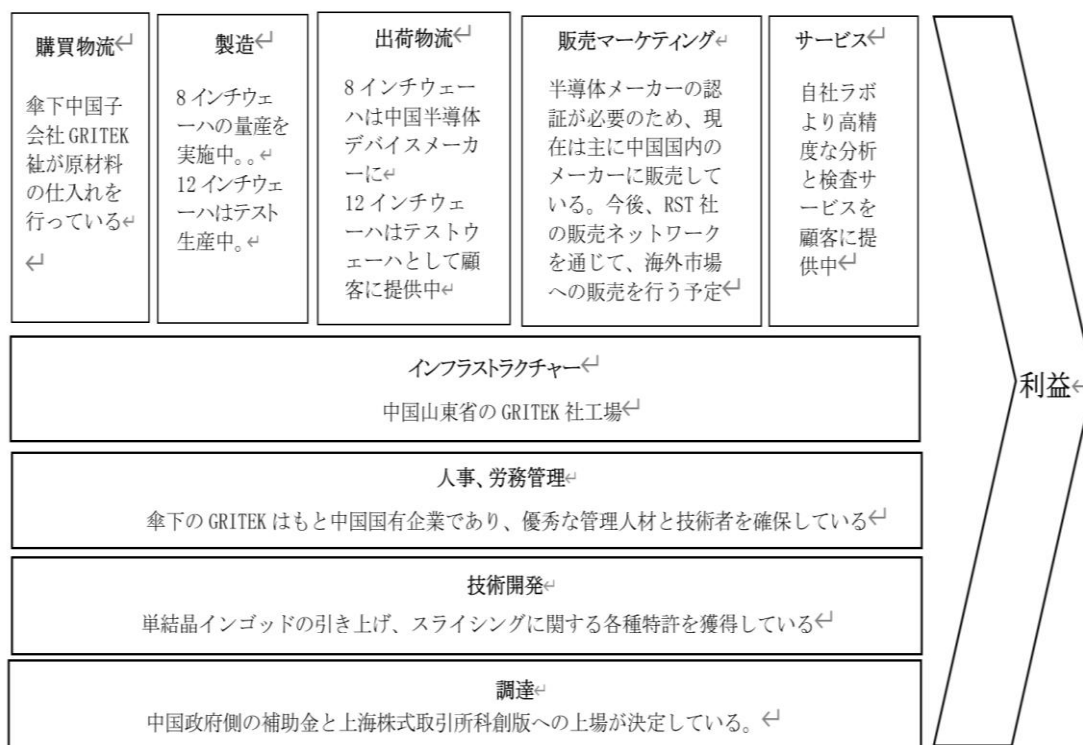 購買物流
傘下中国子
会社 GRITEK
祉が原材料
の仕入れを
行っている
製造
8 インチウェ
ーハの量産を
実施中。。
12 インチウェ
ーハはテスト
生産中。
出荷物流
8 インチウェー
ハは中国半導体
デバイスメーカ
ーに
12 インチウェ
ーハはテストウ
ェーハとして顧
客に提供中
販売マーケティング
半導体メーカーの認
証が必要のため、現
在は主に中国国内の
メーカーに販売して
いる。今後、RST 社
の販売ネットワーク
を通じて、海外市場
への販売を行う予定
サービス
自社ラボ
より高精
度な分析
と検査サ
ービスを
顧客に提
供中
インフラストラクチャー
中国山東省の GRITEK 社工場
人事、労務管理
傘下の GRITEK はもと中国国有企業であり、優秀な管理人材と技術者を確保している
技術開発
単結晶インゴッドの引き上げ、スライシングに関する各種特許を獲得している
調達
中国政府側の補助金と上海株式取引所科創版への上場が決定している。
利益